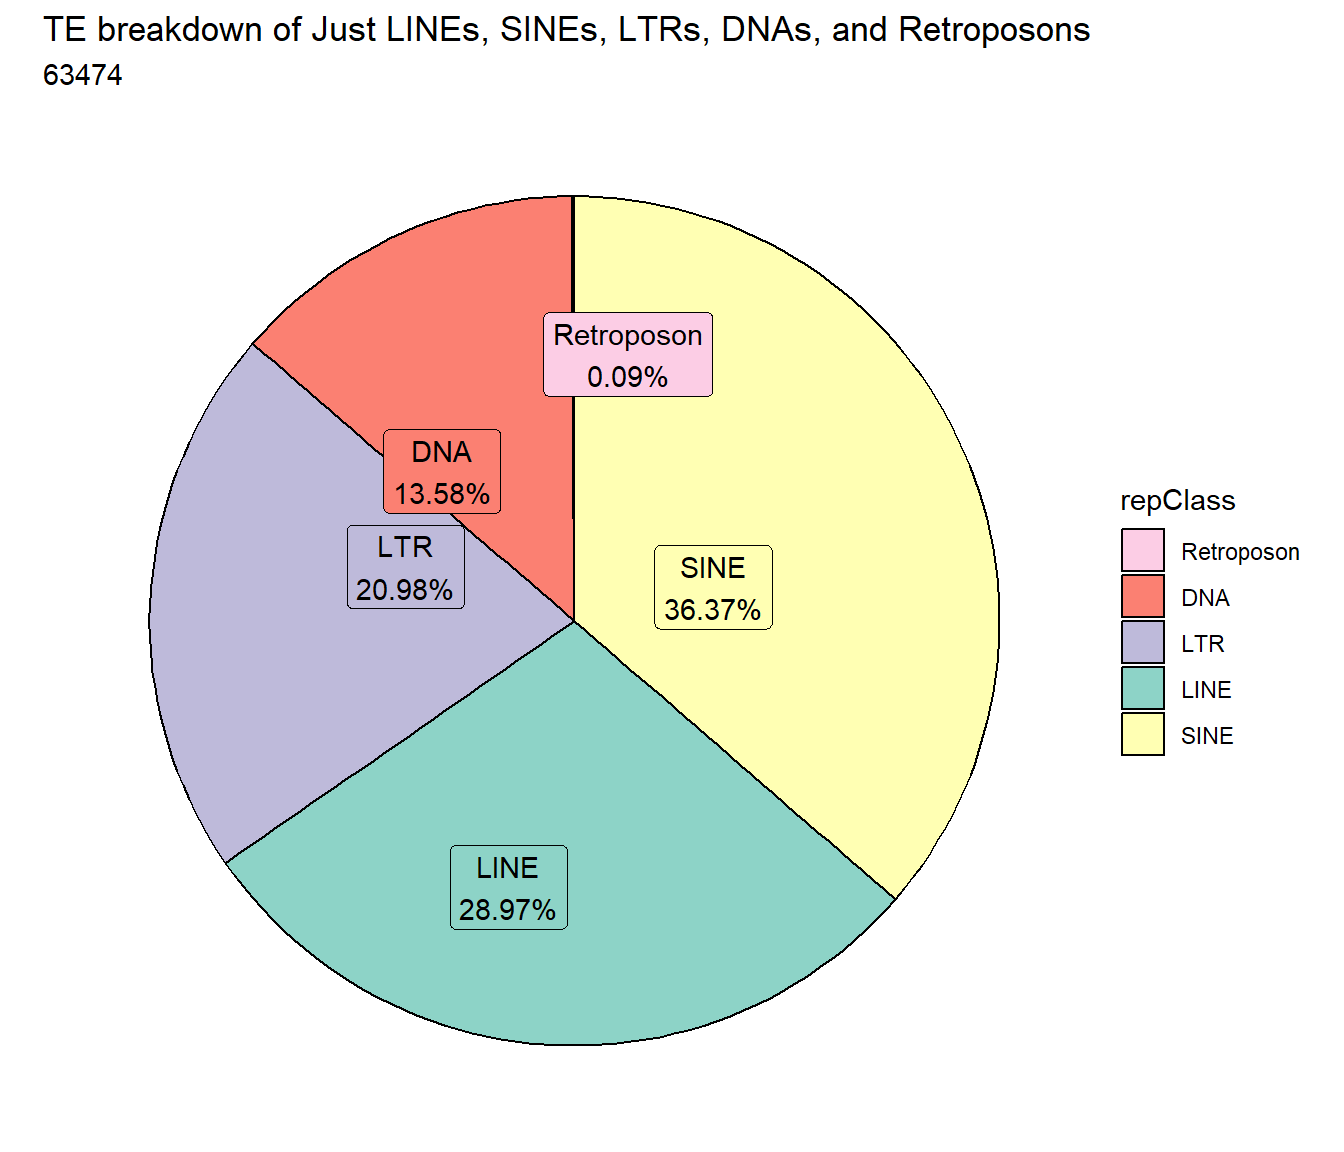 TE breakdown of Just LINEs, SINEs, LTRs, DNAs, and Retroposons
63474
Retroposon
0.09%
DNA
13.58%
LTR
20.98%
SINE
36.37%
LINE
28.97%
repClass
Retroposon
DNA
LTR
LINE
SINE